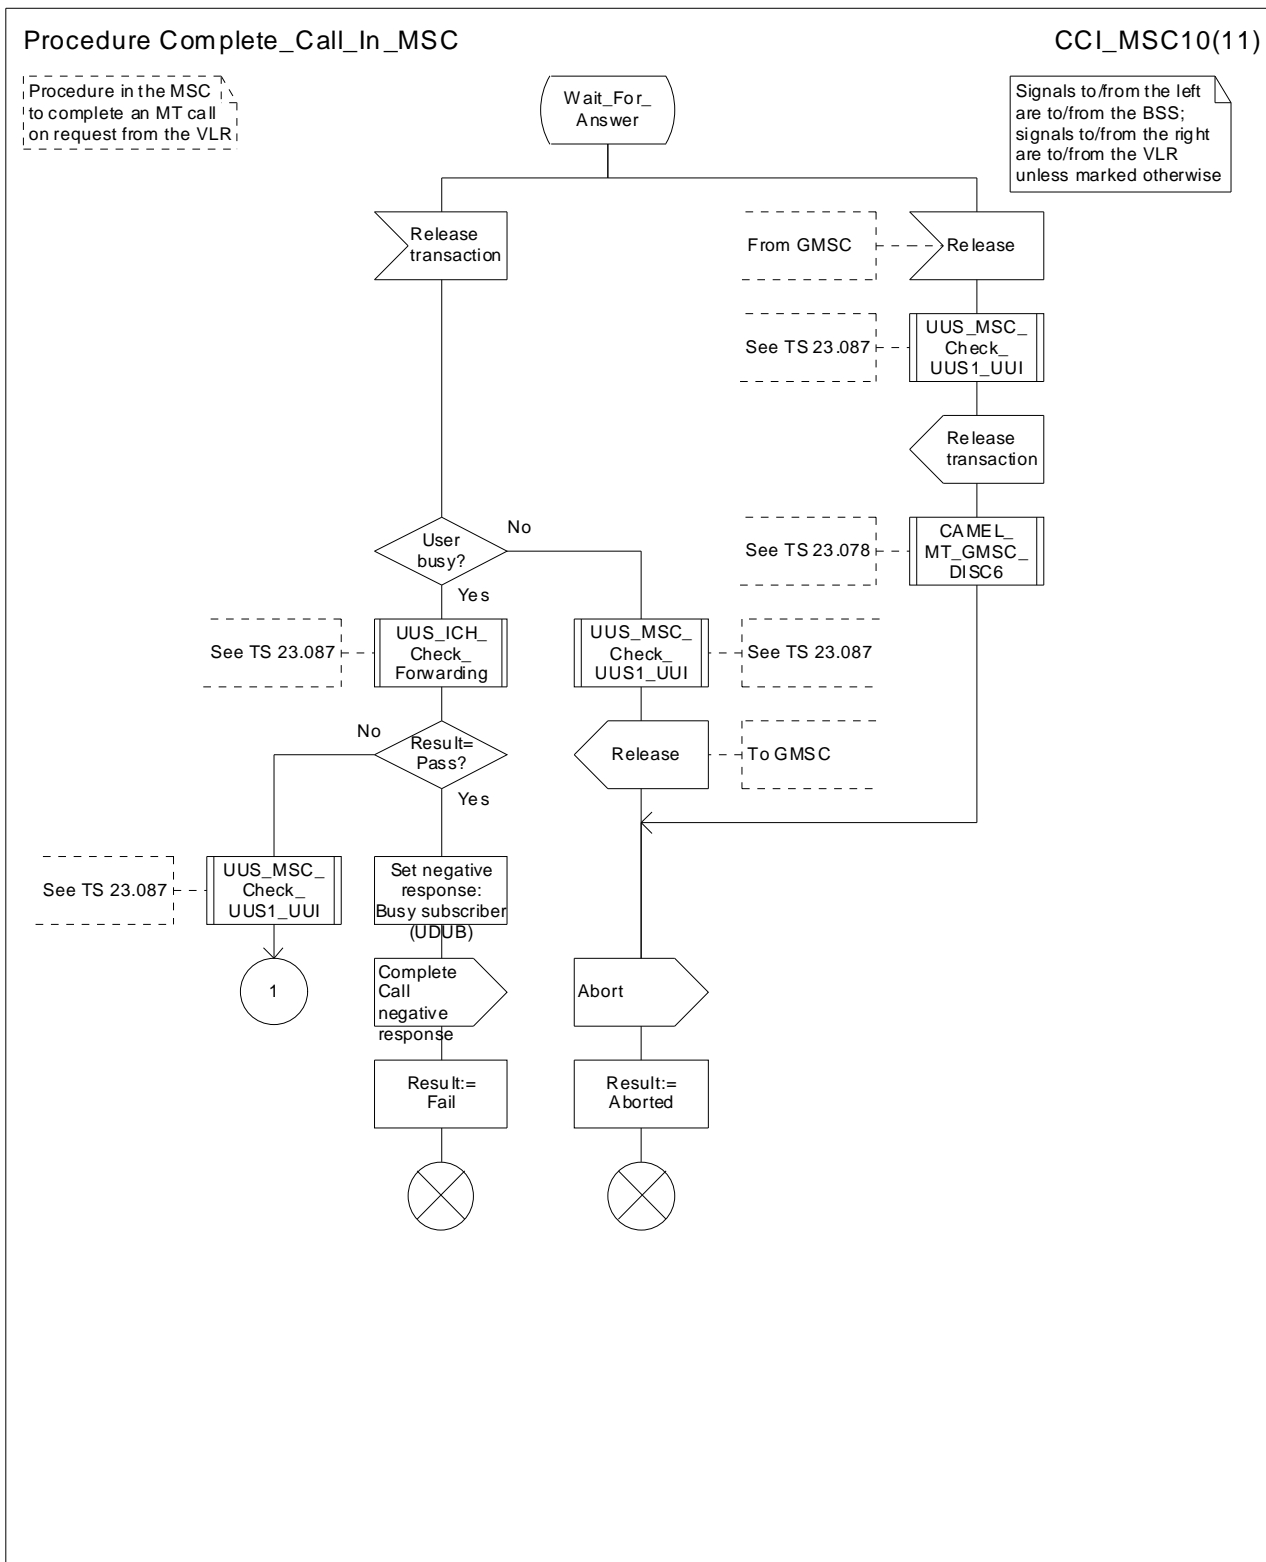 Procedure Complete_Call_In_MSC
CCI_MSC10(11)
Procedure in the MSC
to complete an MT call
on request from the VLR
Wait_For_
Answer
Signals to/from the left
are to/from the BSS;
signals to/from the right
are to/from the VLR
unless marked otherwise
Release
transaction
From GMSC
Release
See TS 23.087
UUS_MSC_
Check_
UUS1_UUI
Release
transaction
User
busy?
No
Yes
See TS 23.078
CAMEL_
MT_GMSC_
DISC6
See TS 23.087
UUS_ICH_
Check_
Forwarding
UUS_MSC_
Check_
UUS1_UUI
See TS 23.087
No
Result=
Pass?
Yes
Release
To GMSC
See TS 23.087
UUS_MSC_
Check_
UUS1_UUI
Set negative
response:
Busy subscriber
(UDUB)
1
Complete
Call
negative
response
Abort
Result:=
Fail
Result:=
Aborted